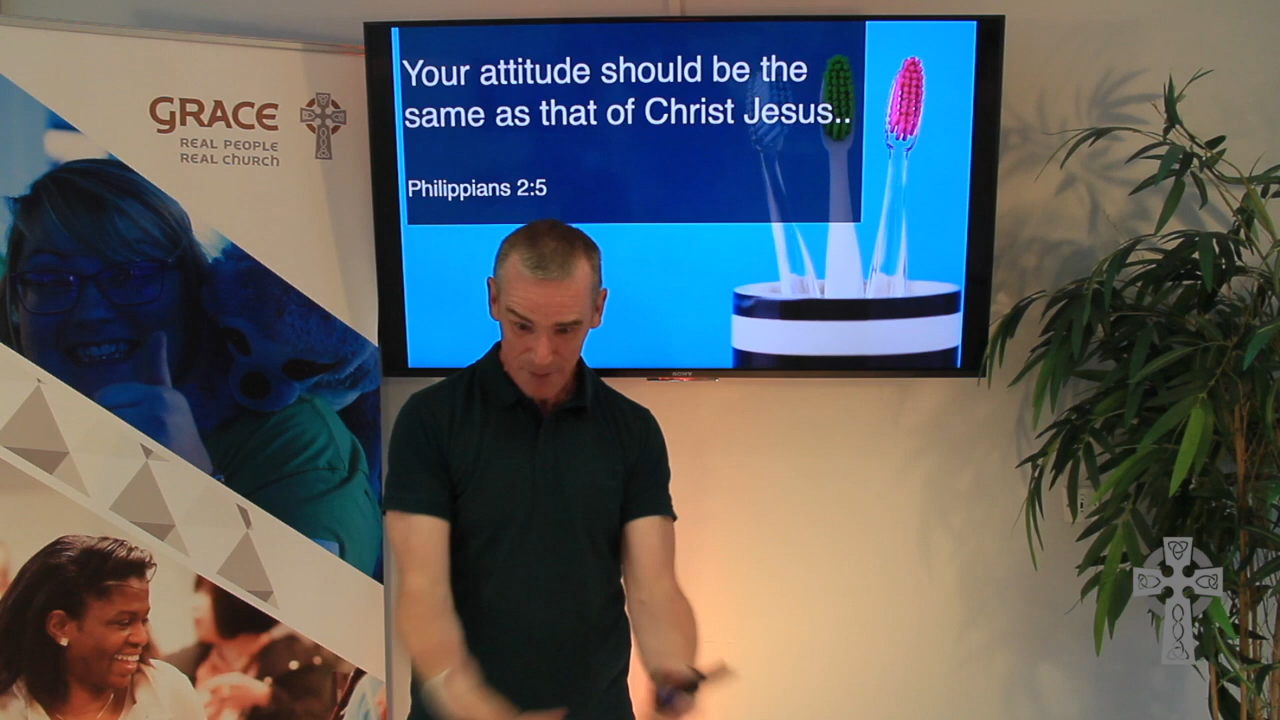 GRACE
REAL PEOPLE
REAL CHURCH
Your attitude should be the
same as that of Christ Jesus..
Philippians 2:5
SONY